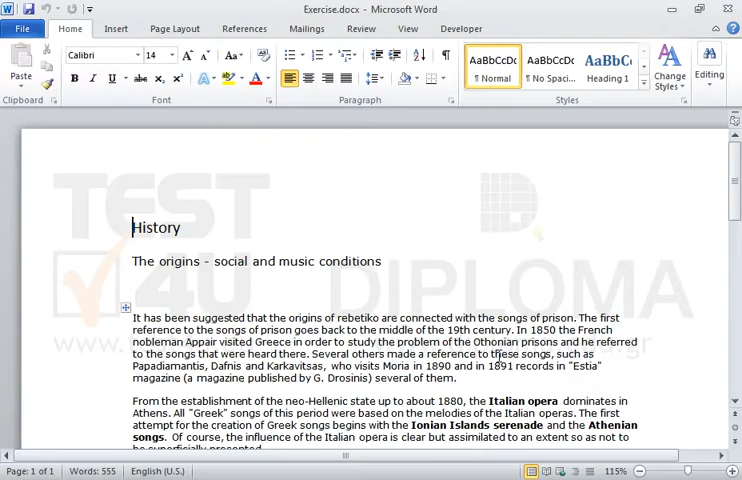 Exercise.docx - Microsoft Word
File Home Insert Page Layout References Mailings Review View Developer
Calibri 14 Aa
Paste B I U abc x₂ x² A ab A
AaBbCcDc AaBbCcDc AaBbC
¶ Normal ¶ No Spaci... Heading 1
Change Styles Editing
Clipboard Font Paragraph Styles
TEST
4U DIPLOMA
History
The origins - social and music conditions
It has been suggested that the origins of rebetiko are connected with the songs of prison. The first
reference to the songs of prison goes back to the middle of the 19th century. In 1850 the French
nobleman Appair visited Greece in order to study the problem of the Othonian prisons and he referred
to the songs that were heard there. Several others made a reference to these songs, such as
Papadiamantis, Dafnis and Karkavitsas, who visits Moria in 1890 and in 1891 records in "Estia"
magazine (a magazine published by G. Drosinis) several of them.
From the establishment of the neo-Hellenic state up to about 1880, the Italian opera dominates in
Athens. All "Greek" songs of this period were based on the melodies of the Italian operas. The first
attempt for the creation of Greek songs begins with the Ionian Islands serenade and the Athenian
songs. Of course, the influence of the Italian opera is clear but assimilated to an extent so as not to
be superficially presented.
Page: 1 of 1 Words: 555 English (U.S.) 115%